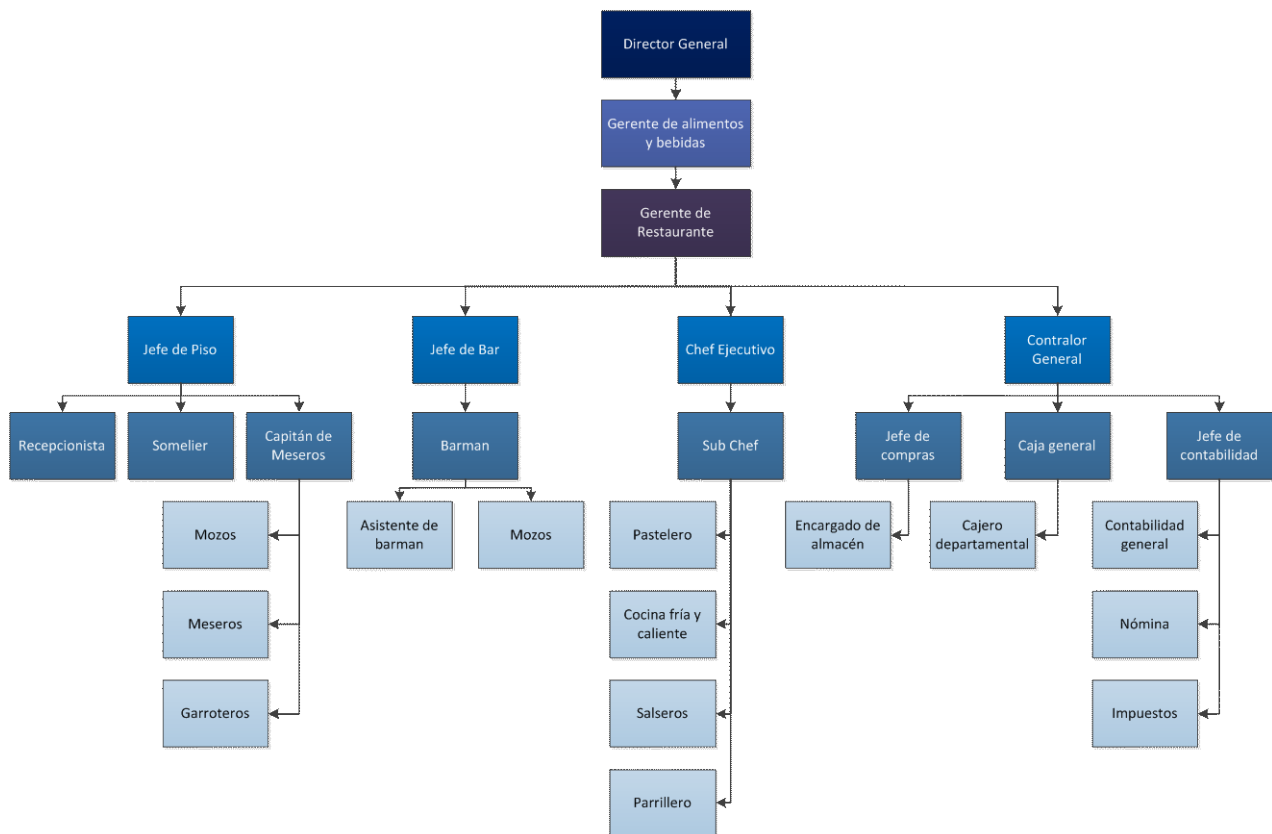 Director General
Gerente de alimentos
y bebidas
Gerente de
Restaurante
Jefe de Piso
Jefe de Bar
Chef Ejecutivo
Contralor
General
Recepcionista
Somelier
Capitán de
Meseros
Barman
Sub Chef
Jefe de
compras
Caja general
Jefe de
contabilidad
Mozos
Asistente de
barman
Mozos
Pastelero
Encargado de
almacén
Cajero
departamental
Contabilidad
general
Meseros
Cocina fría y
caliente
Nómina
Garroteros
Salseros
Impuestos
Parrillero